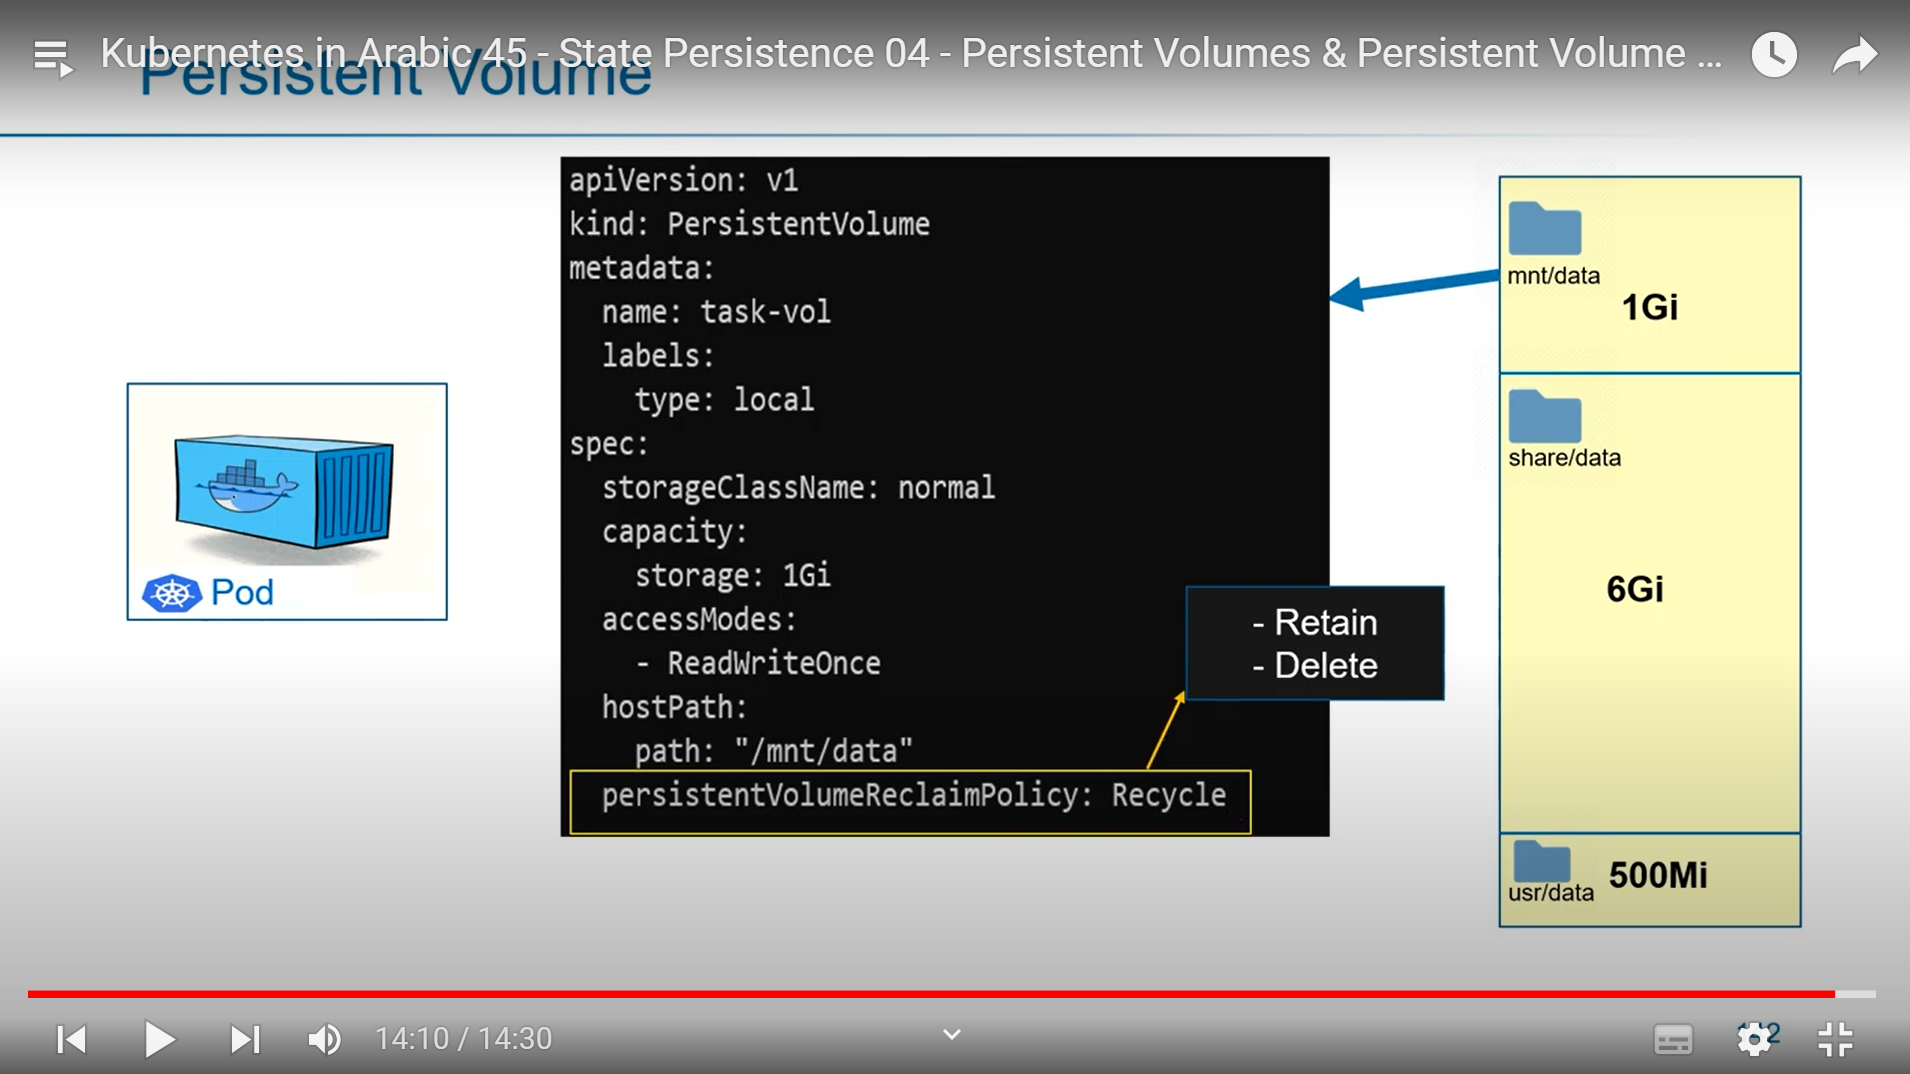 Kubernetes in Arabic 45 - State Persistence 04 - Persistent Volumes & Persistent Volume ...
Persistent Volume
apiVersion: v1
kind: PersistentVolume
metadata:
  name: task-vol
  labels:
    type: local
spec:
  storageClassName: normal
  capacity:
    storage: 1Gi
  accessModes:
    - ReadWriteOnce
  hostPath:
    path: "/mnt/data"
  persistentVolumeReclaimPolicy: Recycle
- Retain
- Delete
Pod
mnt/data
1Gi
share/data
6Gi
usr/data
500Mi
14:10 / 14:30